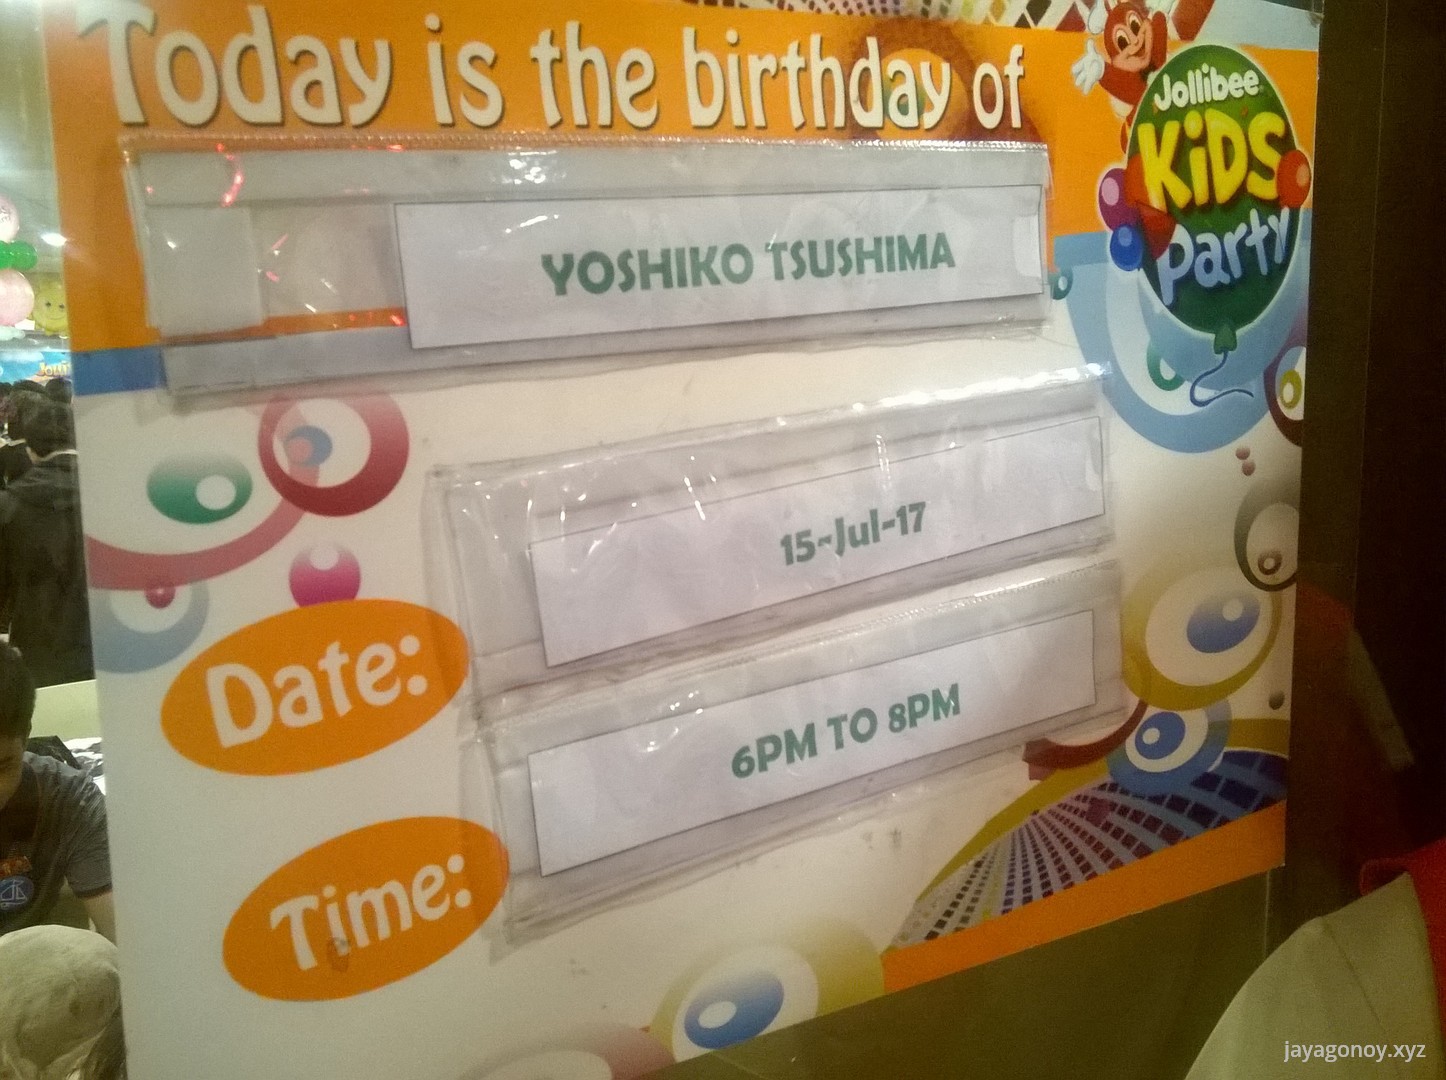 Today is the birthday of
Jollibee
KiDS
Party
YOSHIKO TSUSHIMA
15-Jul-17
Date:
6PM TO 8PM
Time:
jayagonoy.xyz